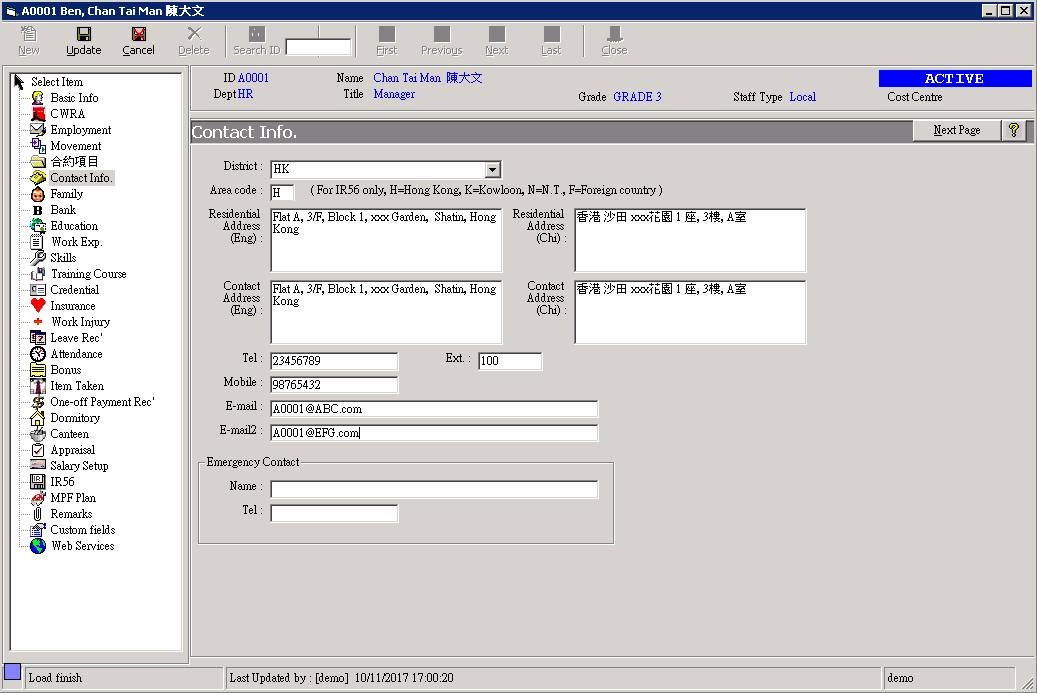 A0001 Ben, Chan Tai Man 陳大文
New
Update
Cancel
Delete
Search ID
First
Previous
Next
Last
Close
Select Item
Basic Info
CWRA
Employment
Movement
合約項目
Contact Info.
Family
Bank
Education
Work Exp.
Skills
Training Course
Credential
Insurance
Work Injury
Leave Rec'
Attendance
Bonus
Item Taken
One-off Payment Rec'
Dormitory
Canteen
Appraisal
Salary Setup
IR56
MPF Plan
Remarks
Custom fields
Web Services
ID A0001 Name Chan Tai Man 陳大文 ACTIVE
Dept HR Title Manager Grade GRADE 3 Staff Type Local Cost Centre
Contact Info. Next Page ?
District : HK
Area code : H ( For IR56 only, H=Hong Kong, K=Kowloon, N=N.T., F=Foreign country )
Residential
Address
(Eng) :
Flat A, 3/F, Block 1, xxx Garden, Shatin, Hong
Kong
Residential
Address
(Chi) :
香港 沙田 xxx花園 1 座, 3樓, A室
Contact
Address
(Eng) :
Flat A, 3/F, Block 1, xxx Garden, Shatin, Hong
Kong
Contact
Address
(Chi) :
香港 沙田 xxx花園 1 座, 3樓, A室
Tel : 23456789 Ext. : 100
Mobile : 98765432
E-mail : A0001@ABC.com
E-mail2 : A0001@EFG.com
Emergency Contact
Name :
Tel :
Load finish
Last Updated by : [demo] 10/11/2017 17:00:20
demo